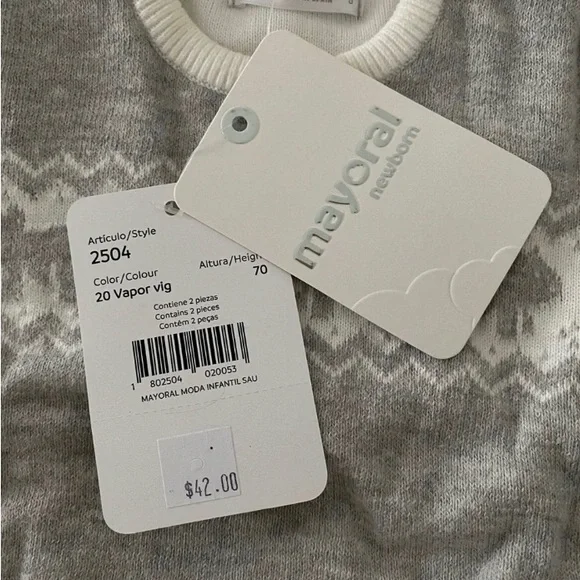 mayoral
newborn
Artículo/Style
2504
Color/Colour
20 Vapor vig
Altura/Heigh
70
Contiene 2 piezas
Contains 2 pieces
Contém 2 peças
1 802504 020053
MAYORAL MODA INFANTIL SAU
$42.00